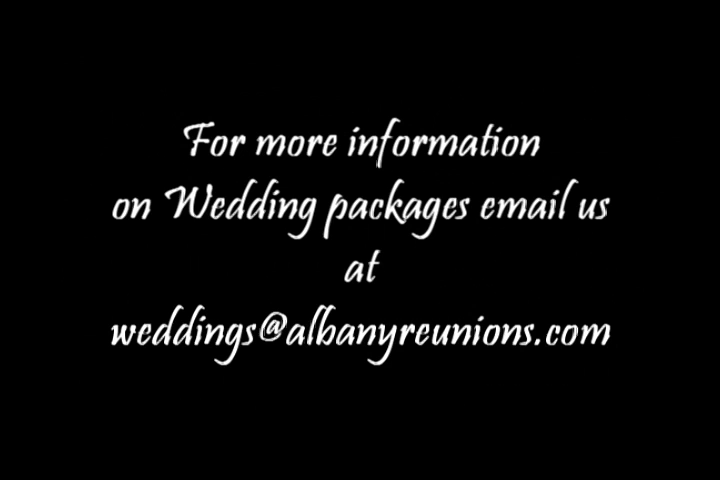 For more information
on Wedding packages email us
at
weddings@albanyreunions.com